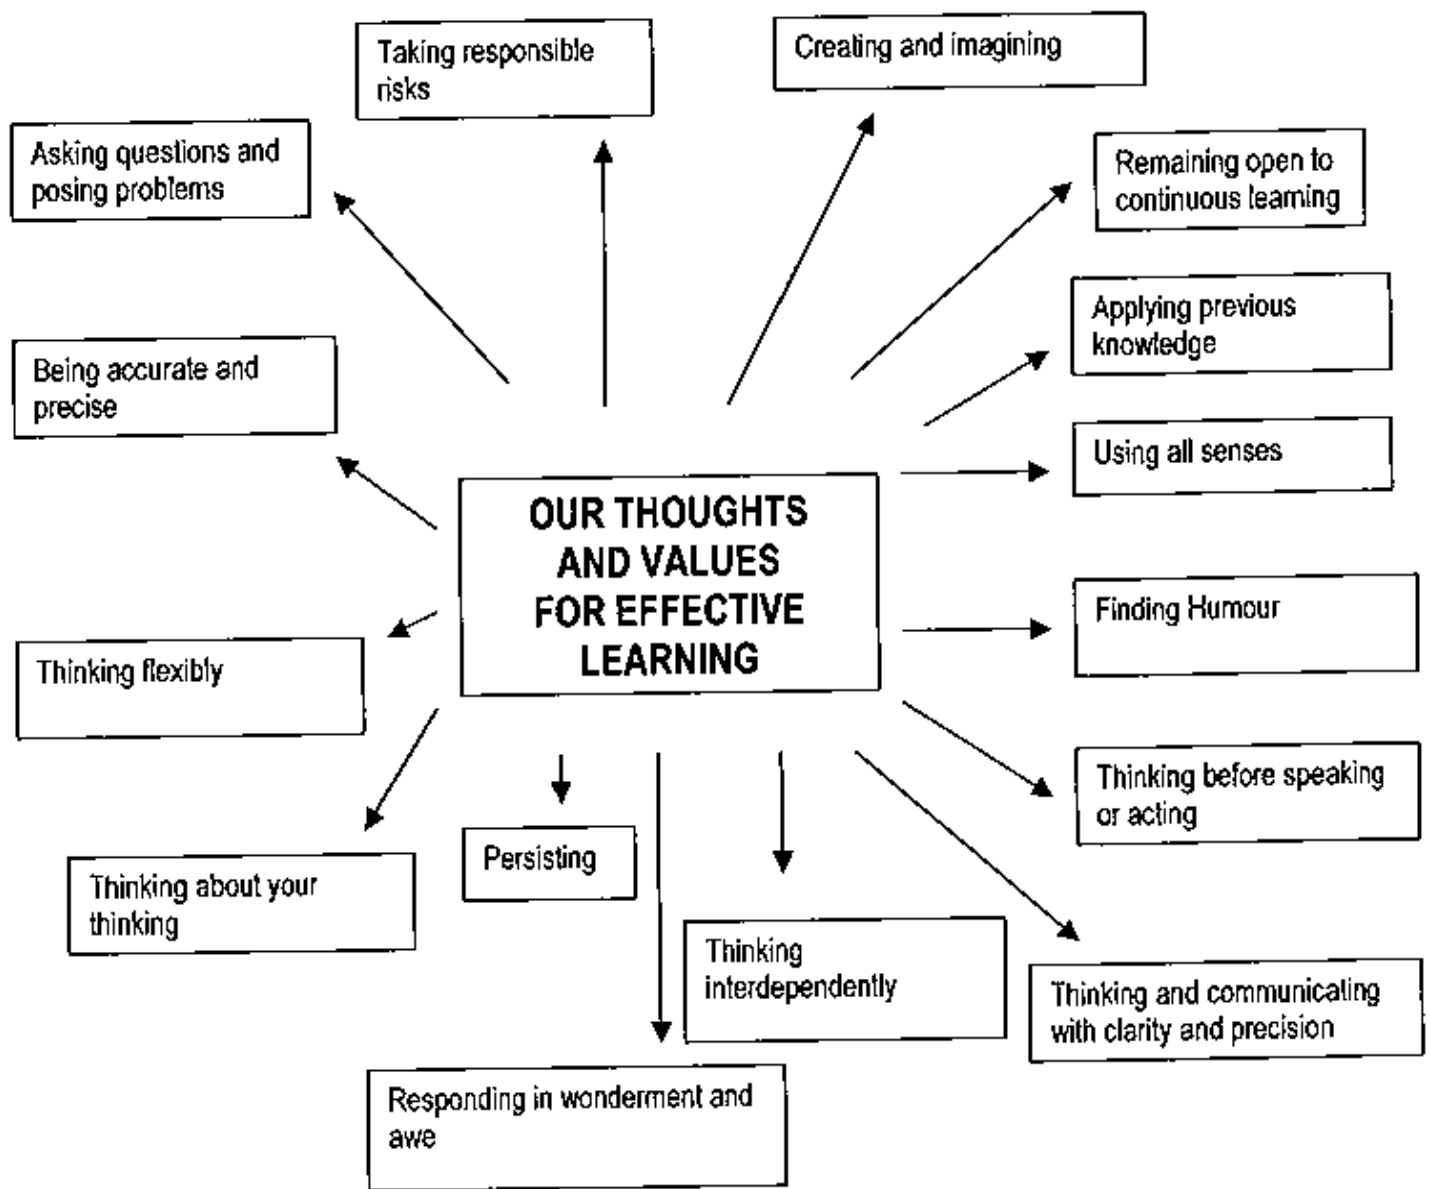 Taking responsible
risks
Creating and imagining
Asking questions and
posing problems
Remaining open to
continuous learning
Applying previous
knowledge
Being accurate and
precise
Using all senses
OUR THOUGHTS
AND VALUES
FOR EFFECTIVE
LEARNING
Finding Humour
Thinking flexibly
Thinking before speaking
or acting
Persisting
Thinking about your
thinking
Thinking
interdependently
Thinking and communicating
with clarity and precision
Responding in wonderment and
awe